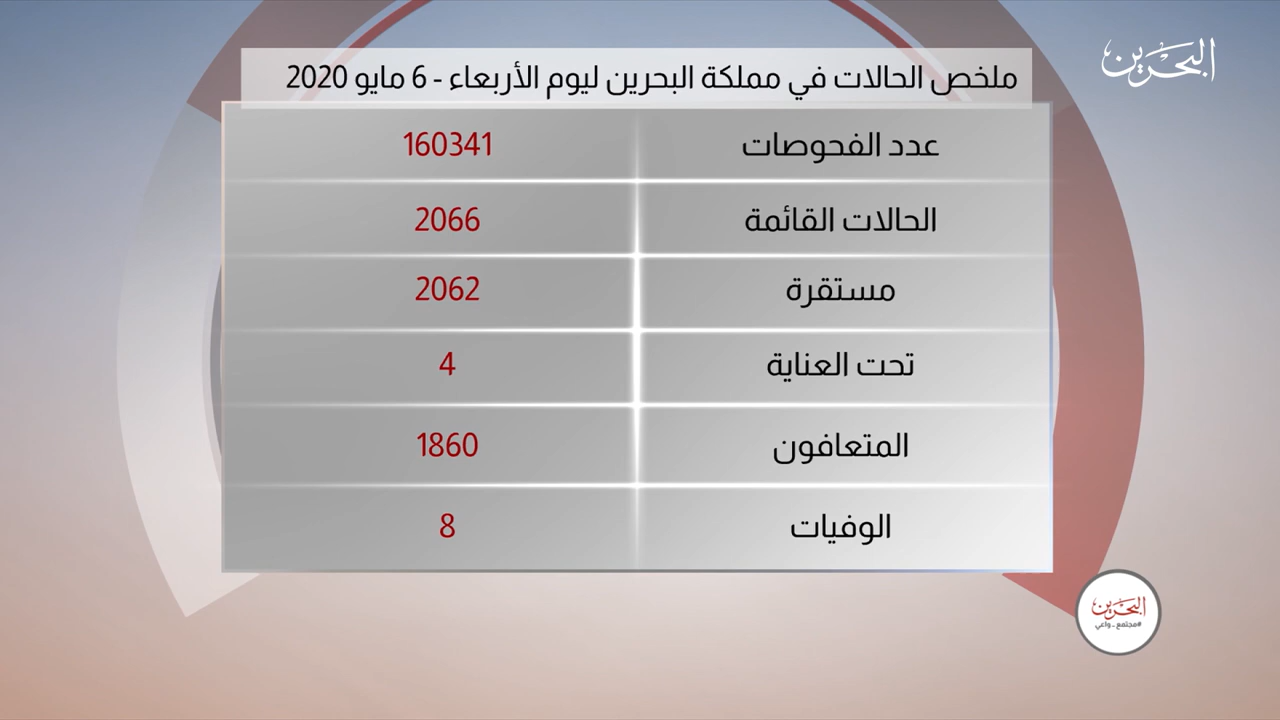 البحرين
ملخص الحالات في مملكة البحرين ليوم الأربعاء - 6 مايو 2020
عدد الفحوصات 160341
الحالات القائمة 2066
مستقرة 2062
تحت العناية 4
المتعافون 1860
الوفيات 8
البحرين
#مجتمع_واعي